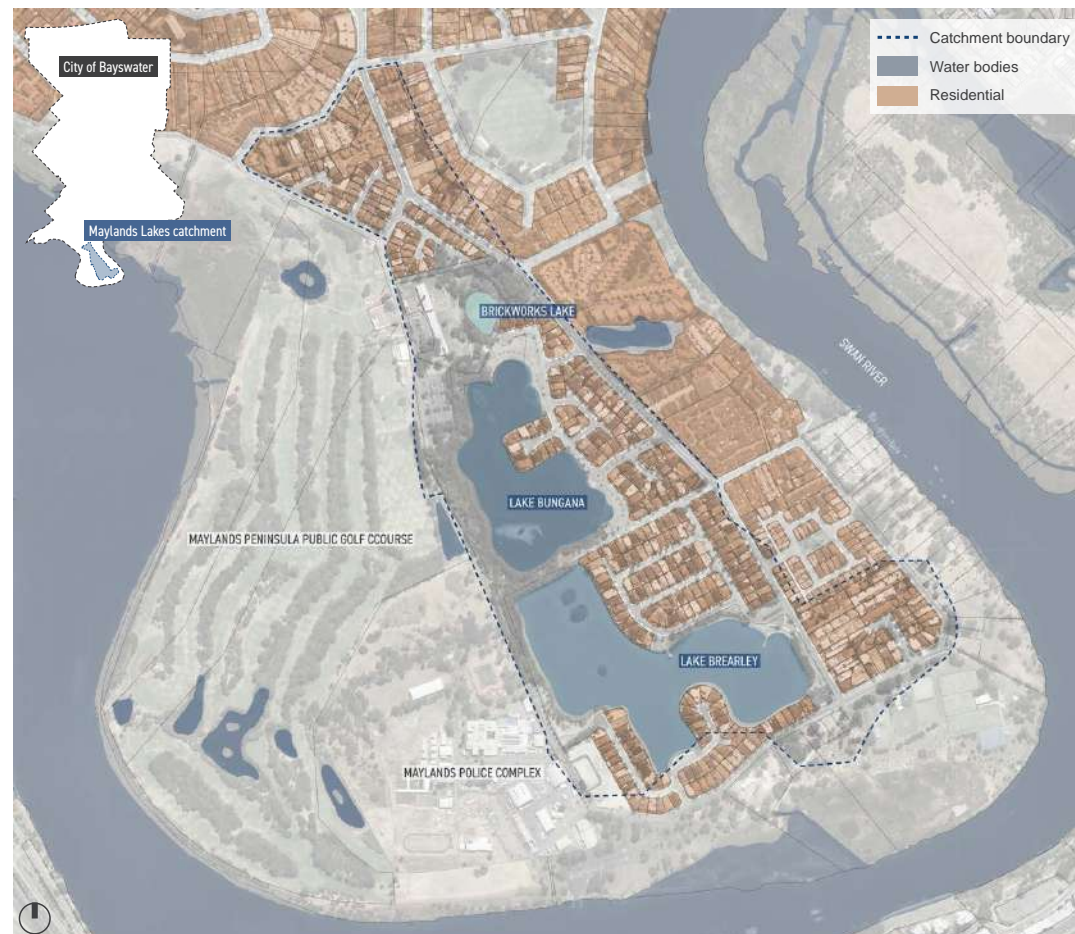 City of Bayswater
Maylands Lakes catchment
Catchment boundary
Water bodies
Residential
BRICKWORKS LAKE
SWAN RIVER
LAKE BUNGANA
MAYLANDS PENINSULA PUBLIC GOLF CCOURSE
LAKE BREARLEY
MAYLANDS POLICE COMPLEX